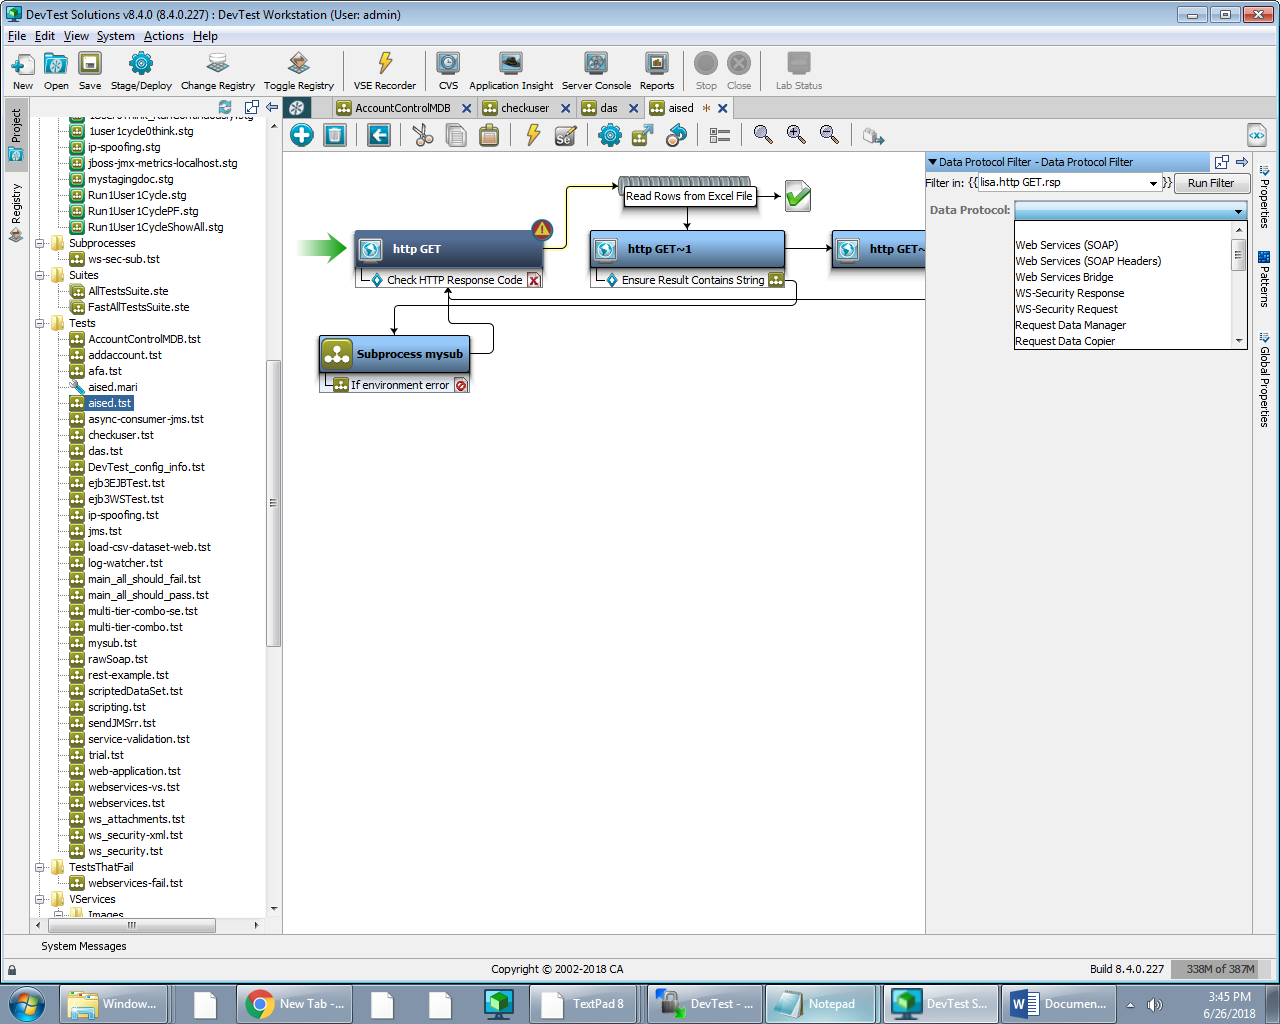 DevTest Solutions v8.4.0 (8.4.0.227) : DevTest Workstation (User: admin)
File Edit View System Actions Help
New Open Save Stage/Deploy Change Registry Toggle Registry VSE Recorder CVS Application Insight Server Console Reports Stop Close Lab Status
Project
Registry
AccountControlMDB checkuser das aised
1user1cycle0think.stg
ip-spoofing.stg
jboss-jmx-metrics-localhost.stg
mystagingdoc.stg
Run1User1Cycle.stg
Run1User1CyclePF.stg
Run1User1CycleShowAll.stg
Subprocesses
ws-sec-sub.tst
Suites
AllTestsSuite.ste
FastAllTestsSuite.ste
Tests
AccountControlMDB.tst
addaccount.tst
afa.tst
aised.mari
aised.tst
async-consumer-jms.tst
checkuser.tst
das.tst
DevTest_config_info.tst
ejb3EJBTest.tst
ejb3WSTest.tst
ip-spoofing.tst
jms.tst
load-csv-dataset-web.tst
log-watcher.tst
main_all_should_fail.tst
main_all_should_pass.tst
multi-tier-combo-se.tst
multi-tier-combo.tst
mysub.tst
rawSoap.tst
rest-example.tst
scriptedDataSet.tst
scripting.tst
sendJMSrr.tst
service-validation.tst
trial.tst
web-application.tst
webservices-vs.tst
webservices.tst
ws_attachments.tst
ws_security-xml.tst
ws_security.tst
TestsThatFail
webservices-fail.tst
VServices
Images
Read Rows from Excel File
http GET
Check HTTP Response Code
http GET~1
Ensure Result Contains String
http GET~
Subprocess mysub
If environment error
Data Protocol Filter - Data Protocol Filter
Filter in: {{ lisa.http GET.rsp }} Run Filter
Data Protocol:
Web Services (SOAP)
Web Services (SOAP Headers)
Web Services Bridge
WS-Security Response
WS-Security Request
Request Data Manager
Request Data Copier
Properties
Patterns
Global Properties
System Messages
Copyright © 2002-2018 CA
Build 8.4.0.227 338M of 387M
Window... New Tab -... TextPad 8 DevTest - ... Notepad DevTest S... Documen...
3:45 PM
6/26/2018